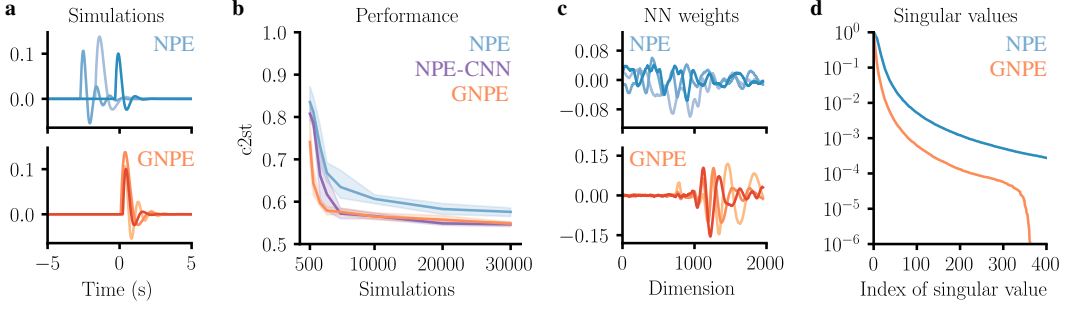 a
Simulations
NPE
0.1
0.0
GNPE
0.1
0.0
−5
0
5
Time (s)
b
Performance
NPE
NPE-CNN
GNPE
1.0
0.9
0.8
0.7
0.6
0.5
c2st
500
10000
20000
30000
Simulations
c
NN weights
NPE
0.08
0.00
−0.08
GNPE
0.15
0.00
−0.15
0
1000
2000
Dimension
d
Singular values
NPE
GNPE
10⁰
10⁻¹
10⁻²
10⁻³
10⁻⁴
10⁻⁵
10⁻⁶
0
100
200
300
400
Index of singular value